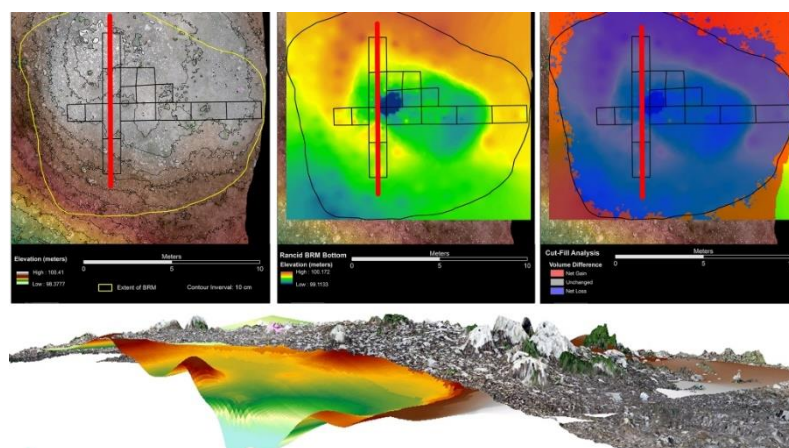 Elevation (meters)
High : 100.41
Low : 98.3777
Meters
0 5 10
Extent of BRM
Contour Inverval: 10 cm
Rancid BRM Bottom
Elevation (meters)
High : 100.172
Low : 99.1133
Meters
0 5 10
Cut-Fill Analysis
Volume Difference
Net Gain
Unchanged
Net Loss
Meters
0 5